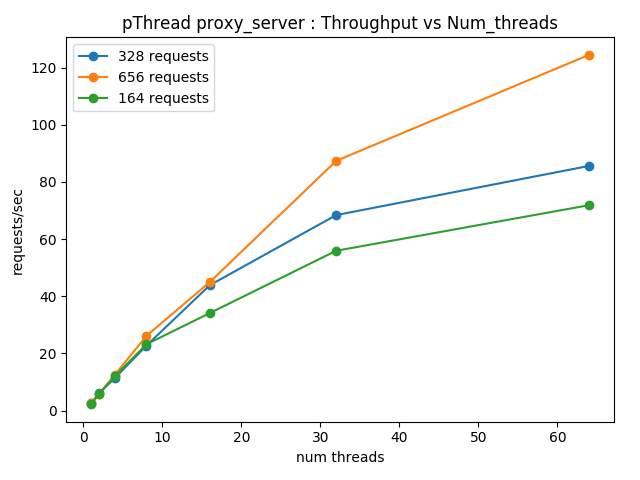 pThread proxy_server : Throughput vs Num_threads
328 requests
656 requests
164 requests
requests/sec
120
100
80
60
40
20
0
0 10 20 30 40 50 60
num threads